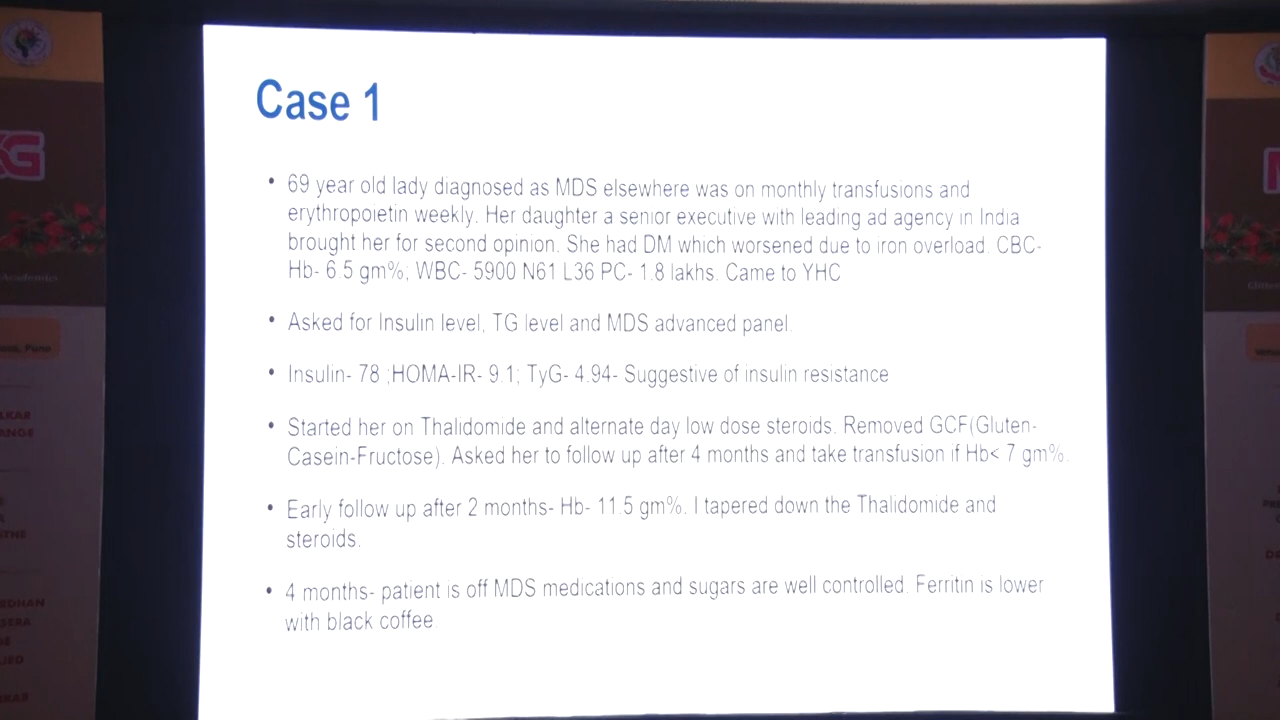 Case 1
• 69 year old lady diagnosed as MDS elsewhere was on monthly transfusions and
erythropoietin weekly. Her daughter a senior executive with leading ad agency in India
brought her for second opinion. She had DM which worsened due to iron overload. CBC-
Hb- 6.5 gm%; WBC- 5900 N61 L36 PC- 1.8 lakhs. Came to YHC
• Asked for Insulin level, TG level and MDS advanced panel.
• Insulin- 78 ;HOMA-IR- 9.1; TyG- 4.94- Suggestive of insulin resistance
• Started her on Thalidomide and alternate day low dose steroids. Removed GCF(Gluten-
Casein-Fructose). Asked her to follow up after 4 months and take transfusion if Hb< 7 gm%.
• Early follow up after 2 months- Hb- 11.5 gm%. I tapered down the Thalidomide and
steroids.
• 4 months- patient is off MDS medications and sugars are well controlled. Ferritin is lower
with black coffee.
Academics